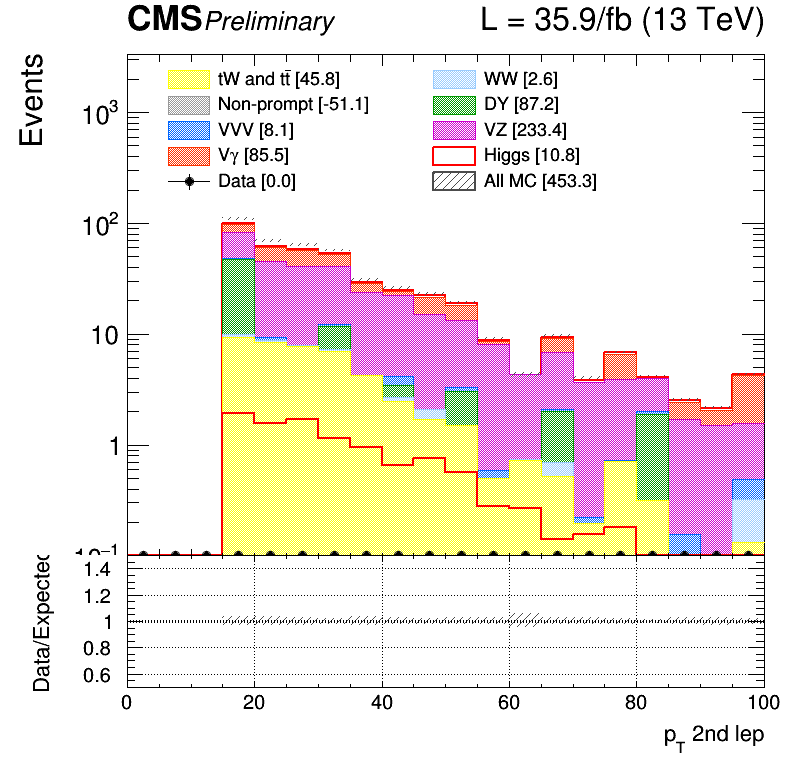 CMS Preliminary L = 35.9/fb (13 TeV)
Events
tW and tt̄ [45.8] WW [2.6]
Non-prompt [-51.1] DY [87.2]
VVV [8.1] VZ [233.4]
Vγ [85.5] Higgs [10.8]
Data [0.0] All MC [453.3]
10³
10²
10
1
10⁻¹
Data/Expected
1.4
1.2
1
0.8
0.6
0 20 40 60 80 100
p_T 2nd lep